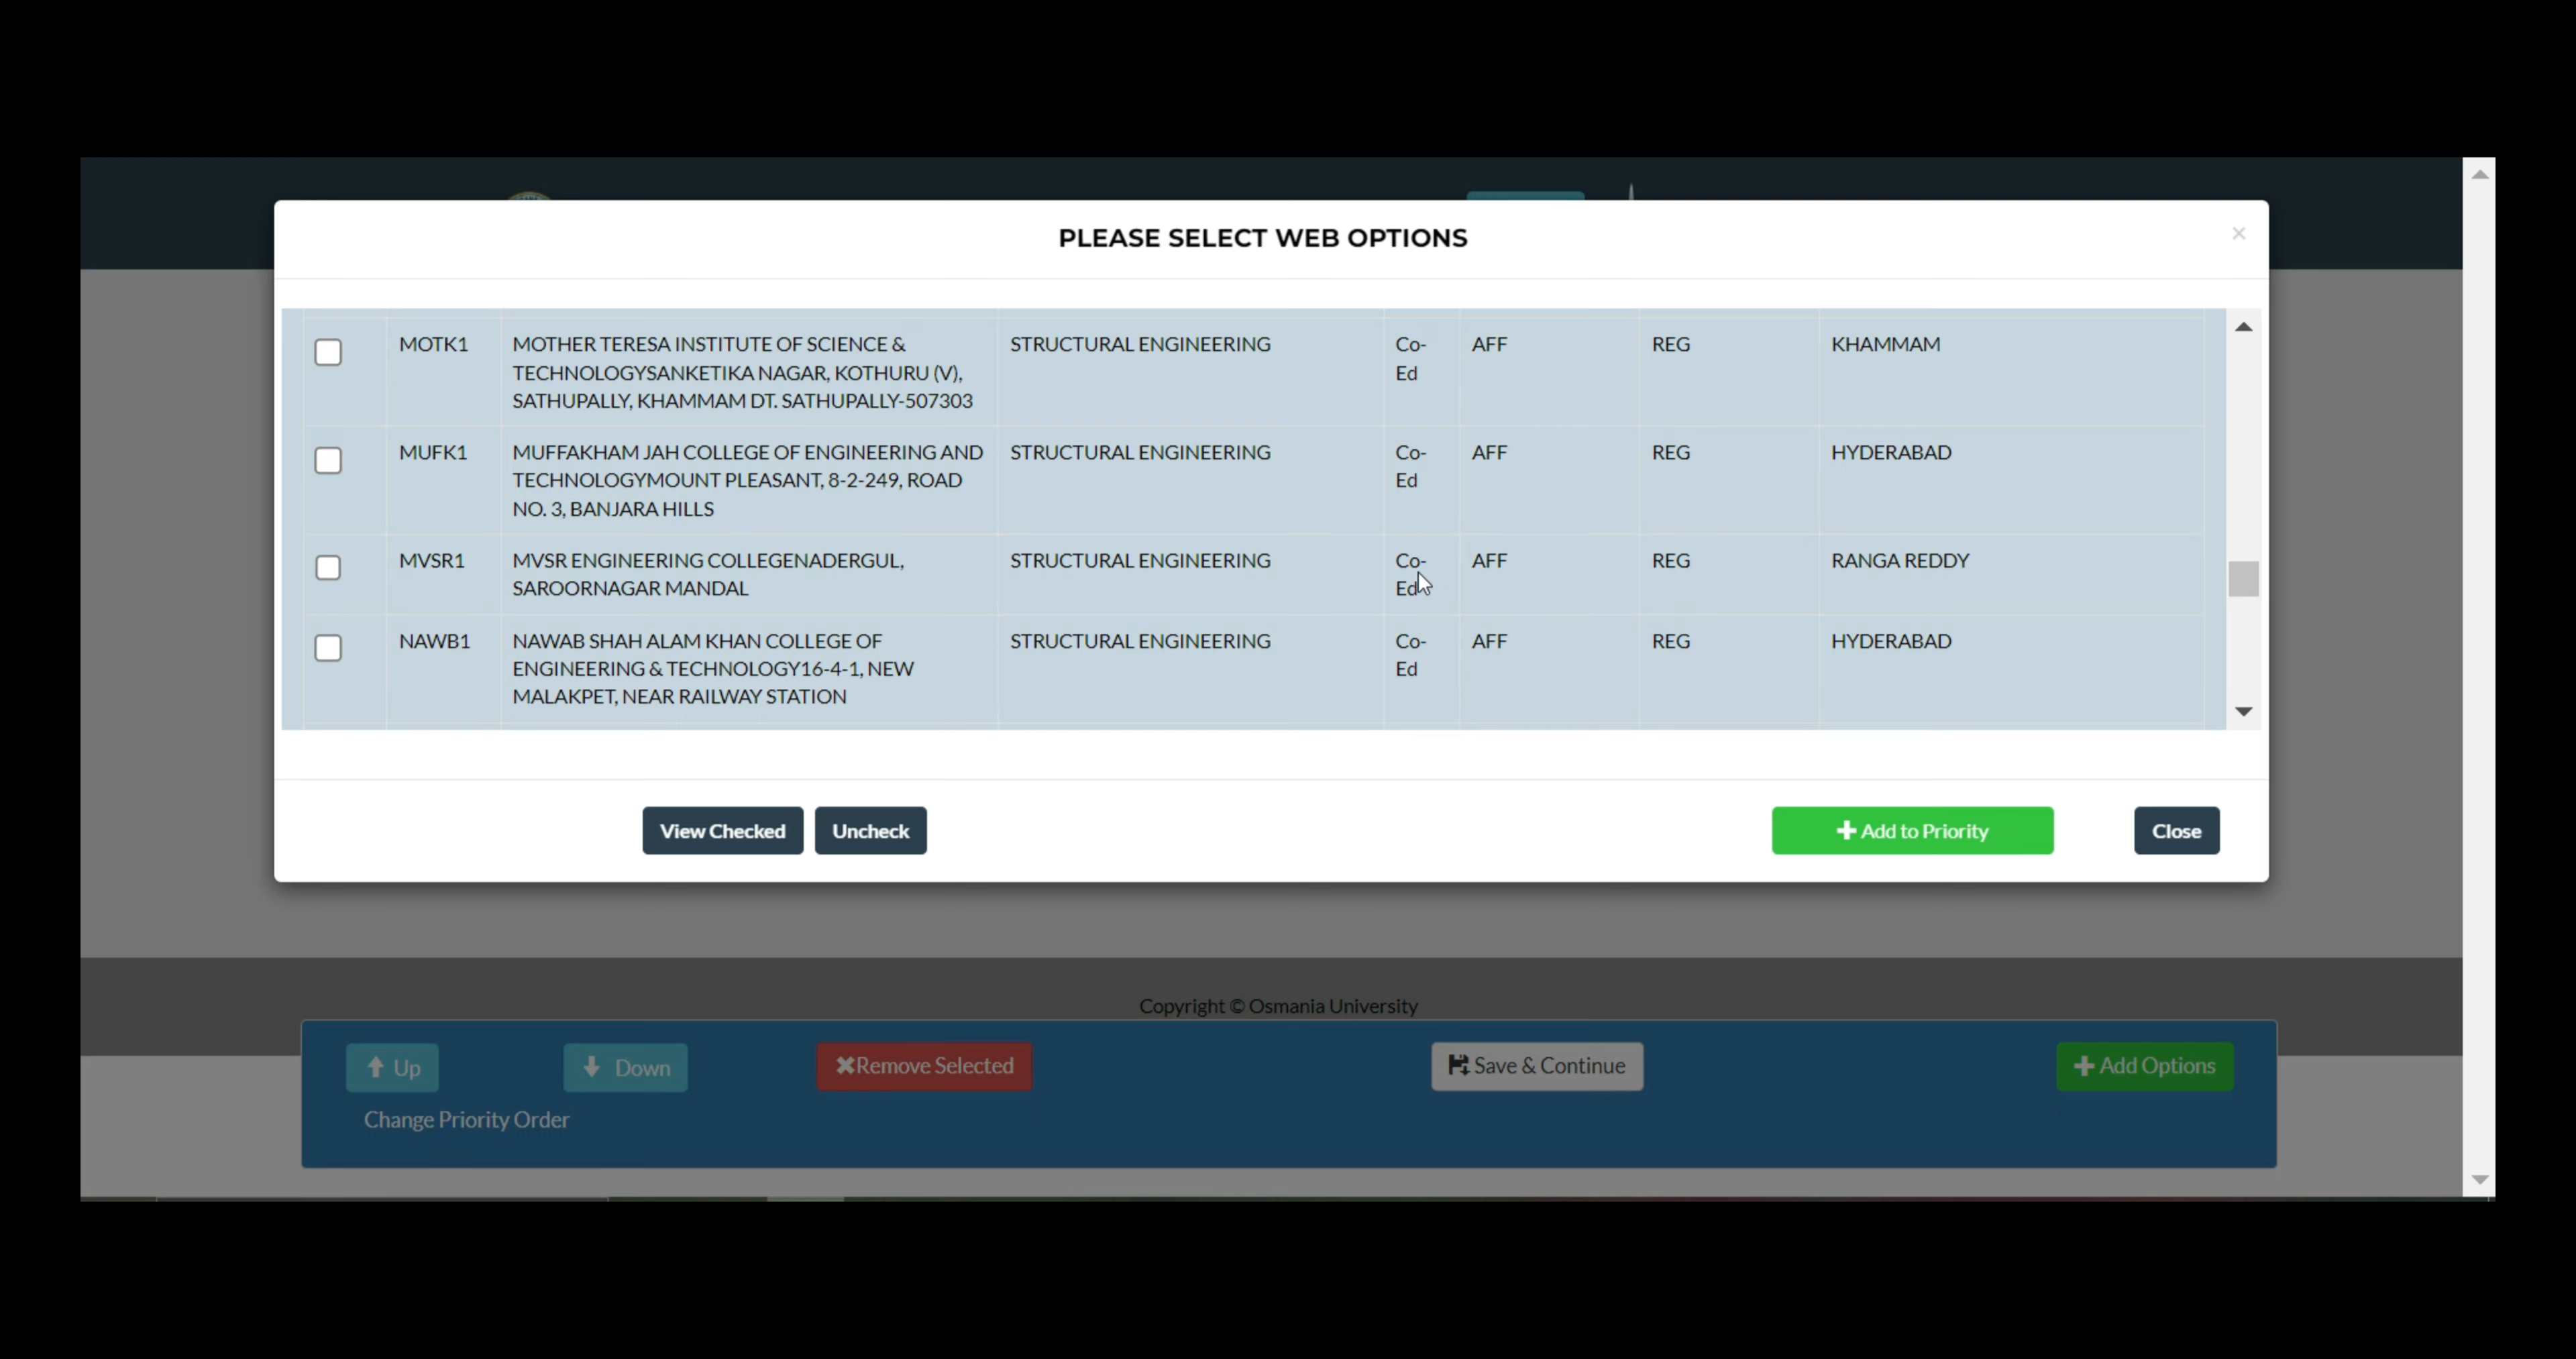 PLEASE SELECT WEB OPTIONS
×
MOTK1 MOTHER TERESA INSTITUTE OF SCIENCE & STRUCTURAL ENGINEERING Co- AFF REG KHAMMAM
TECHNOLOGYSANKETIKA NAGAR, KOTHURU (V), Ed
SATHUPALLY, KHAMMAM DT. SATHUPALLY-507303
MUFK1 MUFFAKHAM JAH COLLEGE OF ENGINEERING AND STRUCTURAL ENGINEERING Co- AFF REG HYDERABAD
TECHNOLOGYMOUNT PLEASANT, 8-2-249, ROAD Ed
NO. 3, BANJARA HILLS
MVSR1 MVSR ENGINEERING COLLEGENADERGUL, STRUCTURAL ENGINEERING Co- AFF REG RANGA REDDY
SAROORNAGAR MANDAL Ed
NAWB1 NAWAB SHAH ALAM KHAN COLLEGE OF STRUCTURAL ENGINEERING Co- AFF REG HYDERABAD
ENGINEERING & TECHNOLOGY16-4-1, NEW Ed
MALAKPET, NEAR RAILWAY STATION
View Checked Uncheck Add to Priority Close
Copyright © Osmania University
Up Down Remove Selected Save & Continue Add Options
Change Priority Order